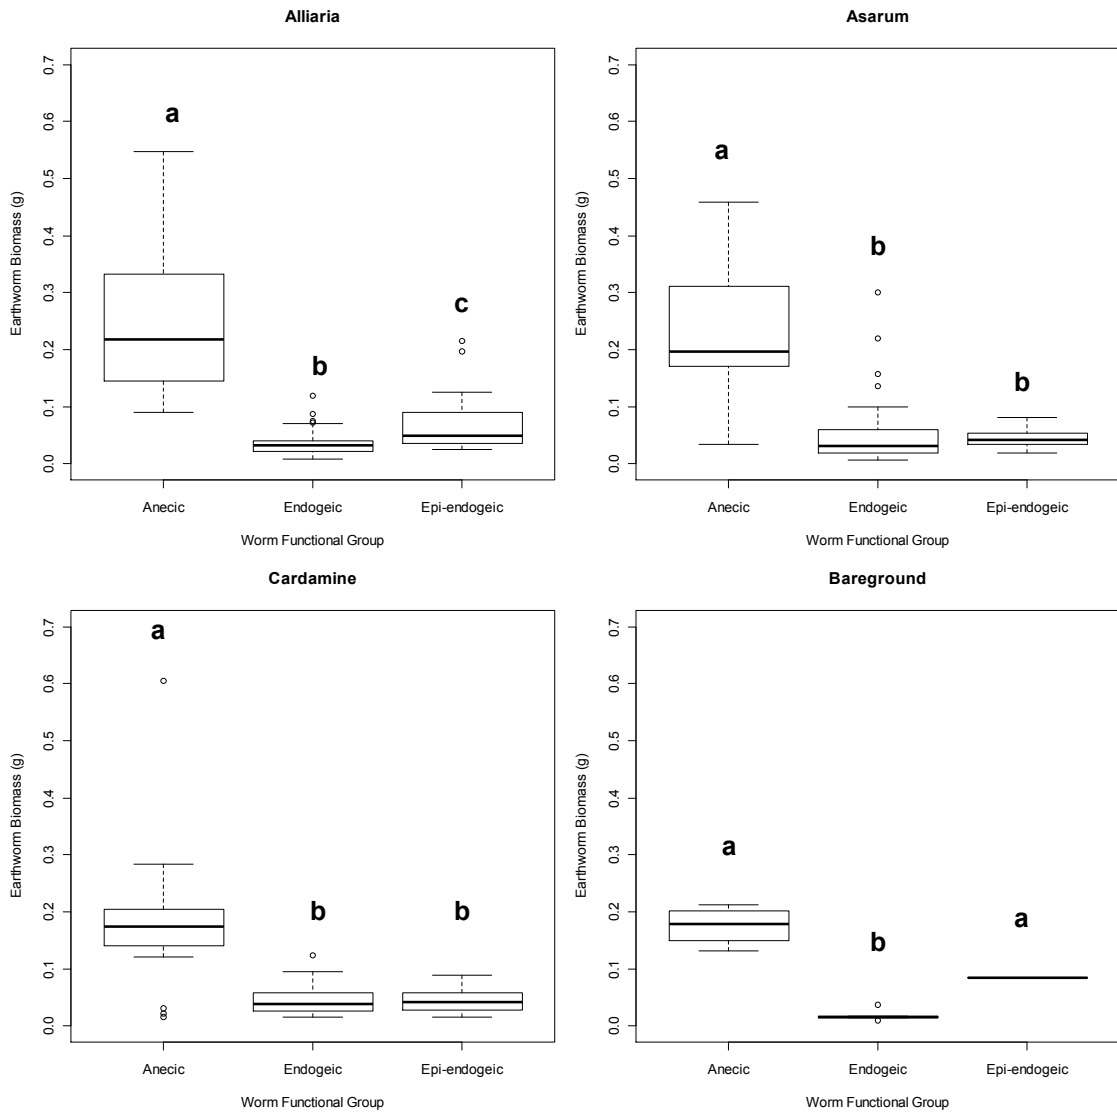 Alliaria
Earthworm Biomass (g)
0.7
0.6
0.5
0.4
0.3
0.2
0.1
0.0
a
b
c
Anecic Endogeic Epi-endogeic
Worm Functional Group
Asarum
Earthworm Biomass (g)
0.7
0.6
0.5
0.4
0.3
0.2
0.1
0.0
a
b
b
Anecic Endogeic Epi-endogeic
Worm Functional Group
Cardamine
Earthworm Biomass (g)
0.7
0.6
0.5
0.4
0.3
0.2
0.1
0.0
a
b b
Anecic Endogeic Epi-endogeic
Worm Functional Group
Bareground
Earthworm Biomass (g)
0.7
0.6
0.5
0.4
0.3
0.2
0.1
0.0
a
b
a
Anecic Endogeic Epi-endogeic
Worm Functional Group